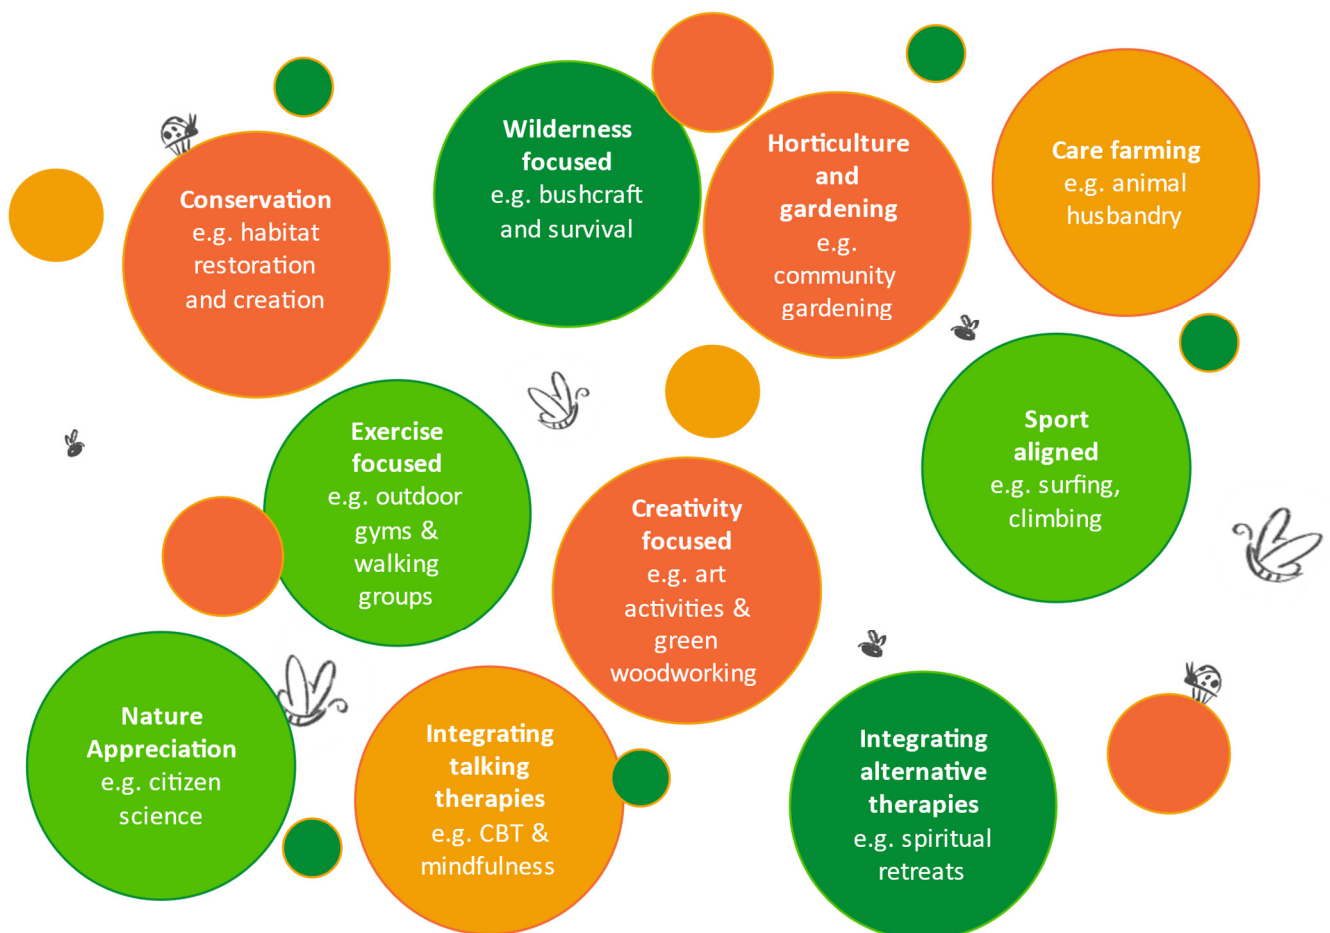 Conservation
e.g. habitat
restoration
and creation
Wilderness
focused
e.g. bushcraft
and survival
Horticulture
and
gardening
e.g.
community
gardening
Care farming
e.g. animal
husbandry
Exercise
focused
e.g. outdoor
gyms &
walking
groups
Creativity
focused
e.g. art
activities &
green
woodworking
Sport
aligned
e.g. surfing,
climbing
Nature
Appreciation
e.g. citizen
science
Integrating
talking
therapies
e.g. CBT &
mindfulness
Integrating
alternative
therapies
e.g. spiritual
retreats